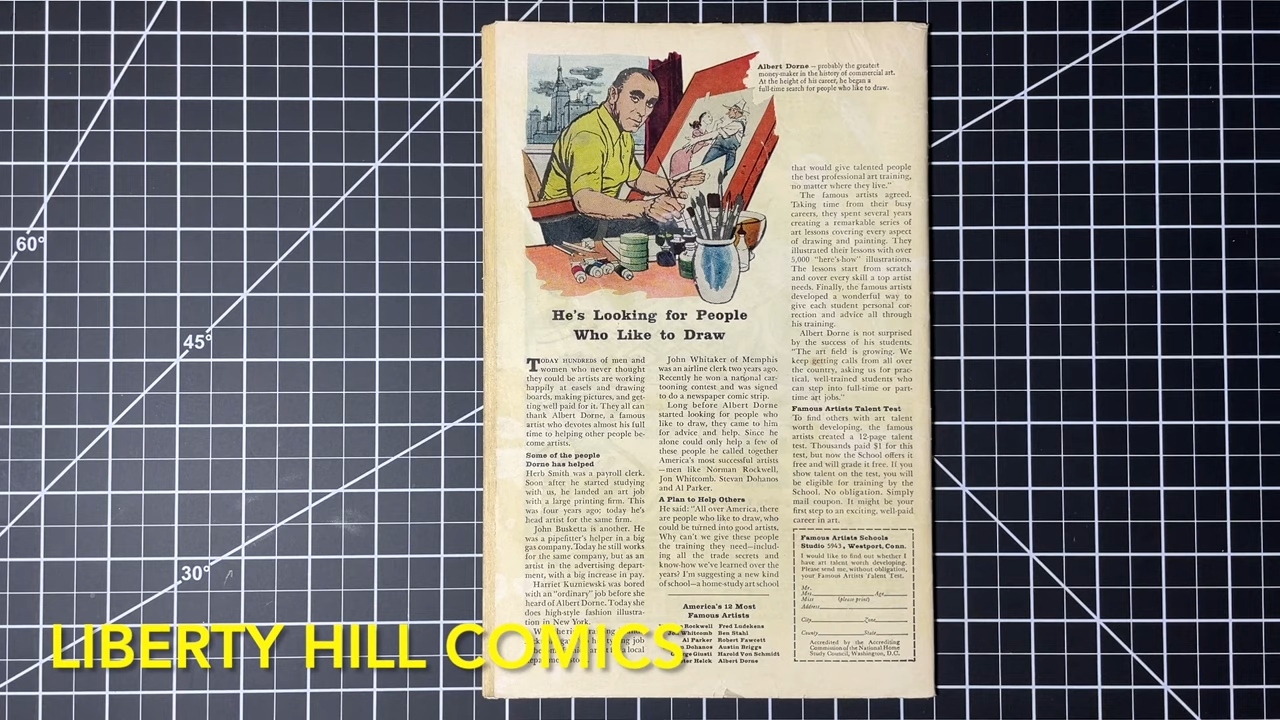 60°
45°
30°
Albert Dorne — probably the greatest
money-maker in the history of commercial art.
At the height of his career, he began a
full-time search for people who like to draw.
He's Looking for People
Who Like to Draw
TODAY HUNDREDS of men and
women who never thought
they could be artists are working
happily at easels and drawing
boards, making pictures, and get-
ting well paid for it. They all can
thank Albert Dorne, a famous
artist who devotes almost his full
time to helping other people be-
come artists.
Some of the people
Dorne has helped
Herb Smith was a payroll clerk.
Soon after he started studying
with us, he landed an art job
with a large printing firm. This
was four years ago; today he's
head artist for the same firm.
John Busketta is another. He
was a pipefitter's helper in a big
gas company. Today he still works
for the same company, but as an
artist in the advertising depart-
ment, with a big increase in pay.
Harriet Kuzniewski was bored
with an "ordinary" job before she
heard of Albert Dorne. Today she
does high-style fashion illustra-
tion in New York.
John Whitaker of Memphis
was an airline clerk two years ago.
Recently he won a national car-
tooning contest and was signed
to do a newspaper comic strip.
Long before Albert Dorne
started looking for people who
like to draw, they came to him
for advice and help. Since he
alone could only help a few of
these people he called together
America's most successful artists
—men like Norman Rockwell,
Jon Whitcomb, Stevan Dohanos
and Al Parker.
A Plan to Help Others
He said: "All over America, there
are people who like to draw, who
could be turned into good artists.
Why can't we give these people
the training they need—includ-
ing all the trade secrets and
know-how we've learned over the
years? I'm suggesting a new kind
of school—a home-study art school
America's 12 Most
Famous Artists
Rockwell Fred Ludekens
Whitcomb Ben Stahl
Al Parker Robert Fawcett
Dohanos Austin Briggs
Giusti Harold Von Schmidt
Helck Albert Dorne
that would give talented people
the best professional art training,
no matter where they live."
The famous artists agreed.
Taking time from their busy
careers, they spent several years
creating a remarkable series of
art lessons covering every aspect
of drawing and painting. They
illustrated their lessons with over
5,000 "here's-how" illustrations.
The lessons start from scratch
and cover every skill a top artist
needs. Finally, the famous artists
developed a wonderful way to
give each student personal cor-
rection and advice all through
his training.
Albert Dorne is not surprised
by the success of his students.
"The art field is growing. We
keep getting calls from all over
the country, asking us for prac-
tical, well-trained students who
can step into full-time or part-
time art jobs."
Famous Artists Talent Test
To find others with art talent
worth developing, the famous
artists created a 12-page talent
test. Thousands paid $1 for this
test, but now the School offers it
free and will grade it free. If you
show talent on the test, you will
be eligible for training by the
School. No obligation. Simply
mail coupon. It might be your
first step to an exciting, well-paid
career in art.
Famous Artists Schools
Studio 5943, Westport, Conn.
I would like to find out whether I
have art talent worth developing.
Please send me, without obligation,
your Famous Artists Talent Test.
Mr.
Mrs. Age
Miss (please print)
Address
City Zone
County State
Accredited by the Accrediting
Commission of the National Home
Study Council, Washington, D.C.
LIBERTY HILL COMICS